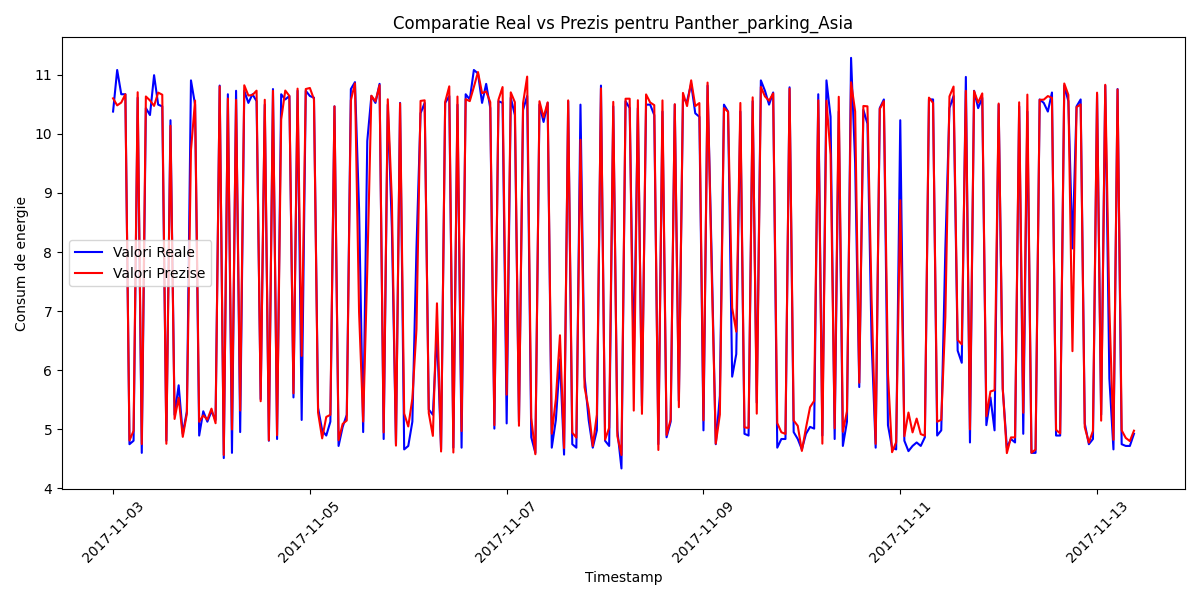 Comparatie Real vs Prezis pentru Panther_parking_Asia
Consum de energie
11
10
9
8
7
6
5
4
Valori Reale
Valori Prezise
2017-11-03
2017-11-05
2017-11-07
2017-11-09
2017-11-11
2017-11-13
Timestamp